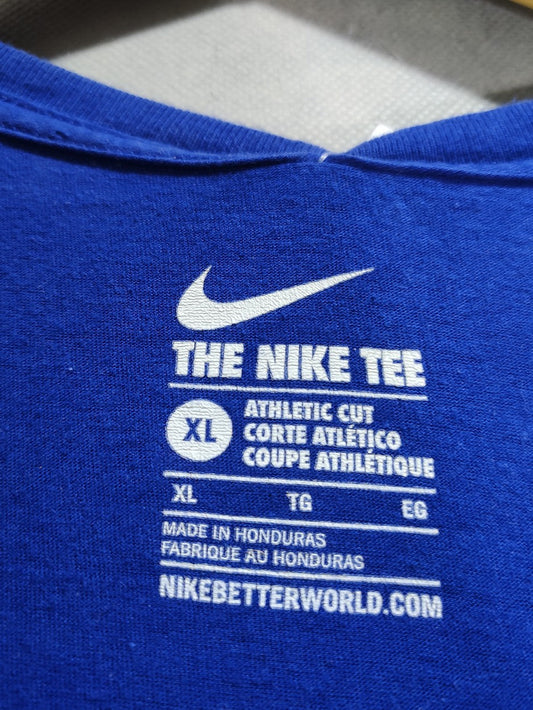 THE NIKE TEE
XL
ATHLETIC CUT
CORTE ATLÉTICO
COUPE ATHLÉTIQUE
XL TG EG
MADE IN HONDURAS
FABRIQUE AU HONDURAS
NIKEBETTERWORLD.COM